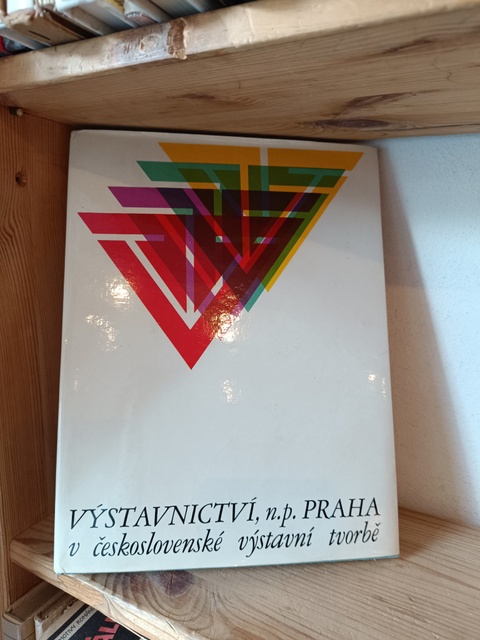 VÝSTAVNICTVÍ, n.p. PRAHA
v československé výstavní tvorbě